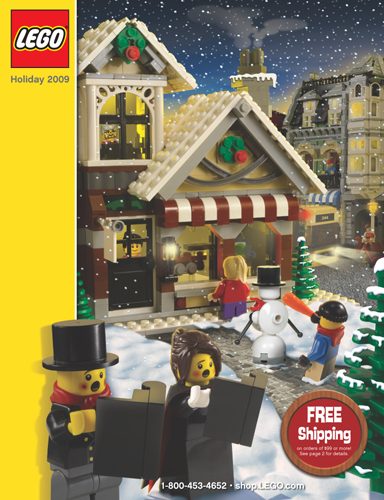 LEGO
Holiday 2009
FREE
Shipping
on orders of $99 or more!
See page 2 for details.
1-800-453-4652 • shop.LEGO.com